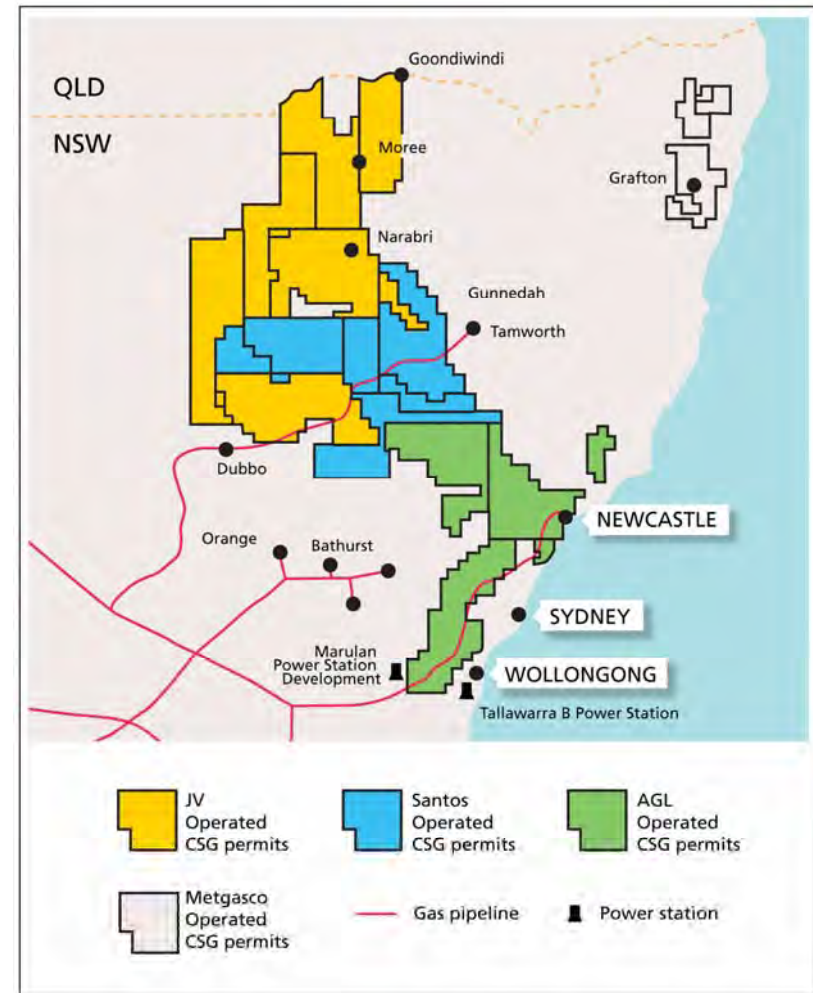 Goondiwindi
QLD
NSW
Moree
Grafton
Narabri
Gunnedah
Tamworth
Dubbo
NEWCASTLE
Orange
Bathurst
SYDNEY
Marulan
Power Station
Development
WOLLONGONG
Tallawarra B Power Station
JV
Operated
CSG permits
Santos
Operated
CSG permits
AGL
Operated
CSG permits
Metgasco
Operated
CSG permits
Gas pipeline
Power station